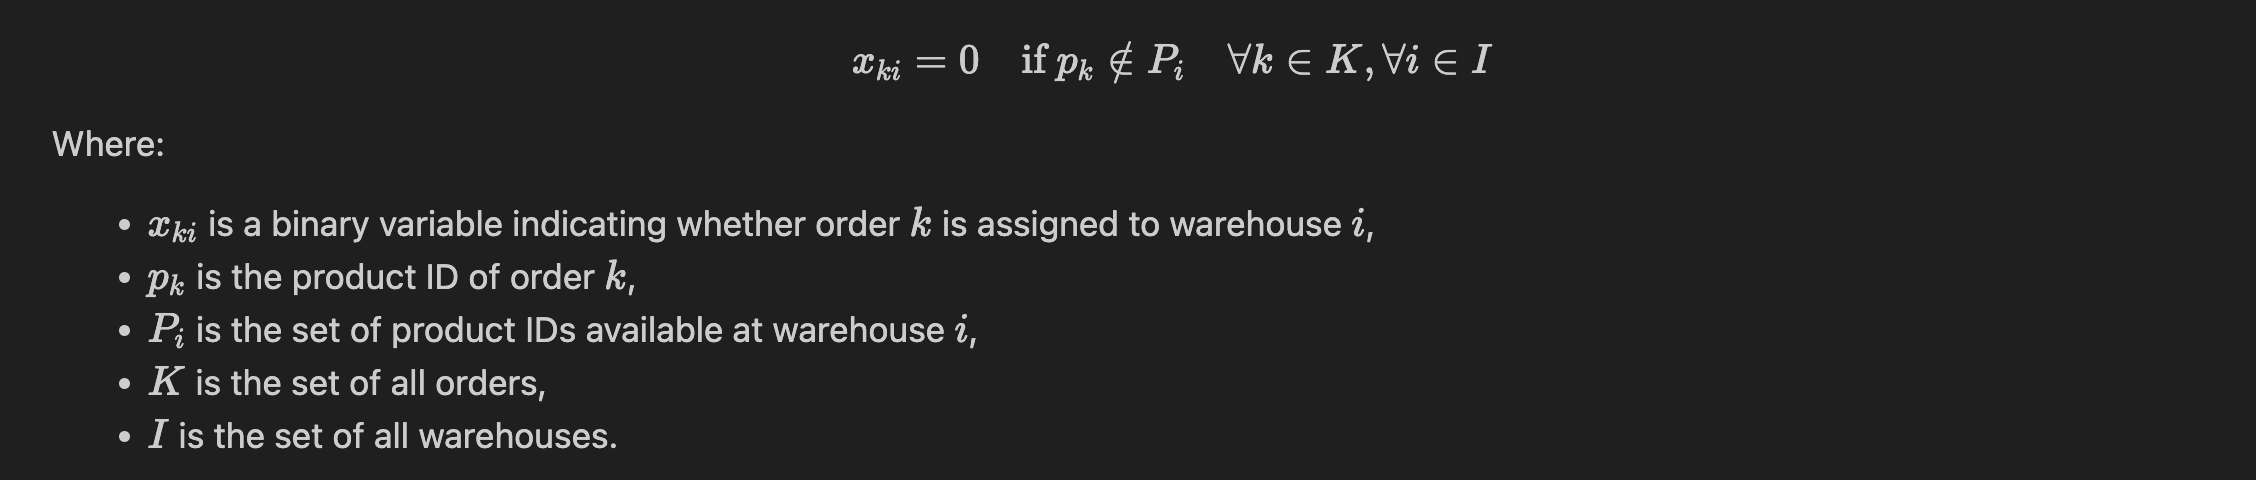 x_{ki} = 0 if p_k ∉ P_i ∀k ∈ K, ∀i ∈ I
Where:
• x_{ki} is a binary variable indicating whether order k is assigned to warehouse i,
• p_k is the product ID of order k,
• P_i is the set of product IDs available at warehouse i,
• K is the set of all orders,
• I is the set of all warehouses.